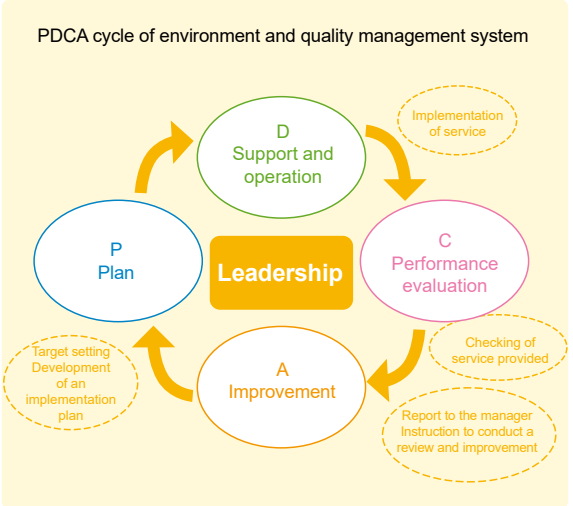 PDCA cycle of environment and quality management system
D
Support and
operation
Implementation
of service
P
Plan
Leadership
C
Performance
evaluation
Target setting
Development
of an
implementation
plan
A
Improvement
Checking of
service provided
Report to the manager
Instruction to conduct a
review and improvement